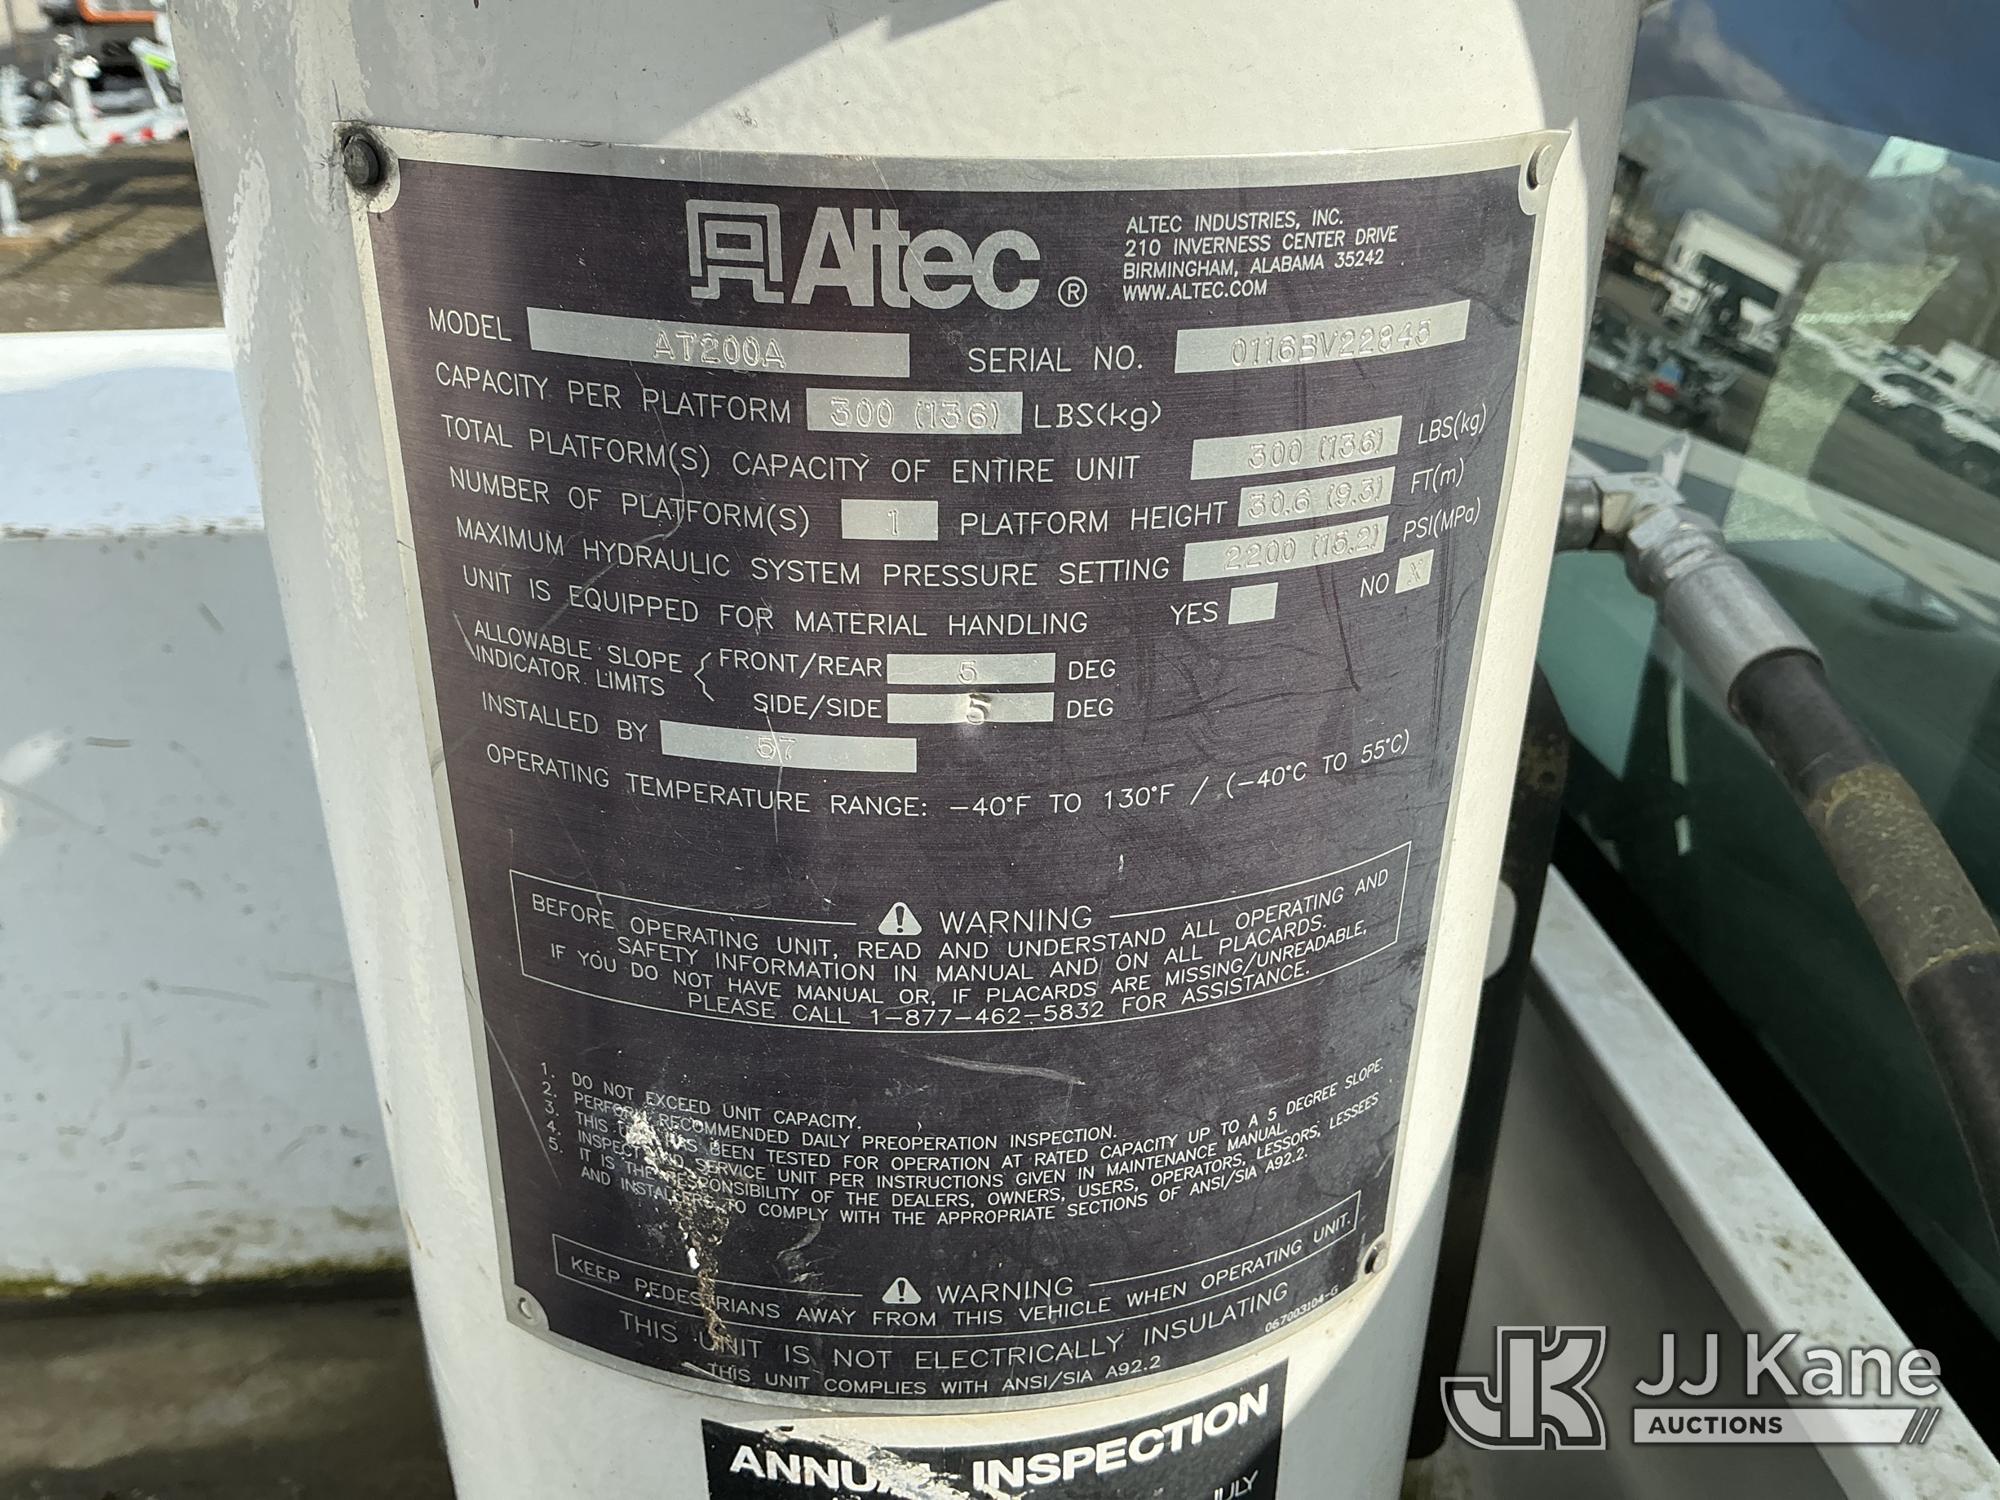 Altec ®
ALTEC INDUSTRIES, INC.
210 INVERNESS CENTER DRIVE
BIRMINGHAM, ALABAMA 35242
WWW.ALTEC.COM
MODEL AT200A SERIAL NO. 0116BV22845
CAPACITY PER PLATFORM 300 (136) LBS(kg)
TOTAL PLATFORM(S) CAPACITY OF ENTIRE UNIT 300 (136) LBS(kg)
NUMBER OF PLATFORM(S) 1 PLATFORM HEIGHT 30.6 (9.3) FT(m)
MAXIMUM HYDRAULIC SYSTEM PRESSURE SETTING 2200 (15.2) PSI(MPa)
UNIT IS EQUIPPED FOR MATERIAL HANDLING YES NO X
ALLOWABLE SLOPE INDICATOR LIMITS { FRONT/REAR 5 DEG
SIDE/SIDE 5 DEG
INSTALLED BY 57
OPERATING TEMPERATURE RANGE: -40°F TO 130°F / (-40°C TO 55°C)
WARNING
BEFORE OPERATING UNIT, READ AND UNDERSTAND ALL OPERATING AND
SAFETY INFORMATION IN MANUAL AND ON ALL PLACARDS.
IF YOU DO NOT HAVE MANUAL OR, IF PLACARDS ARE MISSING/UNREADABLE,
PLEASE CALL 1-877-462-5832 FOR ASSISTANCE.
1. DO NOT EXCEED UNIT CAPACITY.
2. PERFORM RECOMMENDED DAILY PREOPERATION INSPECTION.
3. THIS UNIT HAS BEEN TESTED FOR OPERATION AT RATED CAPACITY UP TO A 5 DEGREE SLOPE.
4. INSPECT AND SERVICE UNIT PER INSTRUCTIONS GIVEN IN MAINTENANCE MANUAL.
5. IT IS THE RESPONSIBILITY OF THE DEALERS, OWNERS, USERS, OPERATORS, LESSORS, LESSEES
AND INSTALLERS TO COMPLY WITH THE APPROPRIATE SECTIONS OF ANSI/SIA A92.2.
WARNING
KEEP PEDESTRIANS AWAY FROM THIS VEHICLE WHEN OPERATING UNIT.
THIS UNIT IS NOT ELECTRICALLY INSULATING
067003104-G
THIS UNIT COMPLIES WITH ANSI/SIA A92.2
ANNUAL INSPECTION
JULY
JK JJ Kane
AUCTIONS